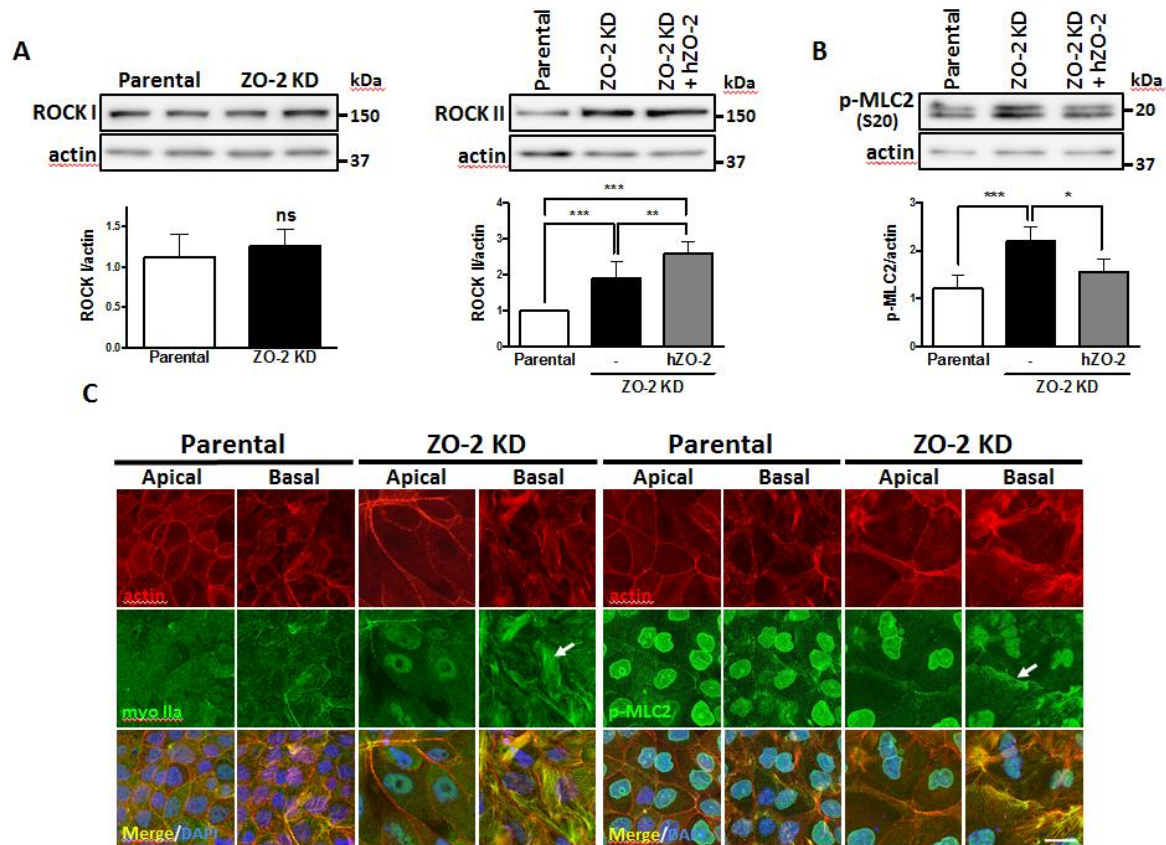 A
Parental ZO-2 KD kDa
ROCK I
150
actin
37
ROCK I/actin
1.5
1.0
0.5
0.0
ns
Parental ZO-2 KD
Parental
ZO-2 KD
ZO-2 KD
+ hZO-2
kDa
ROCK II
150
actin
37
ROCK II/actin
4
3
2
1
0
***
*** **
Parental - hZO-2
ZO-2 KD
B
Parental
ZO-2 KD
ZO-2 KD
+ hZO-2
kDa
p-MLC2
(S20)
20
actin
37
p-MLC2/actin
3
2
1
0
*** *
Parental - hZO-2
ZO-2 KD
C
Parental ZO-2 KD Parental ZO-2 KD
Apical Basal Apical Basal Apical Basal Apical Basal
actin actin
myo IIa p-MLC2
Merge/DAPI Merge/DAPI